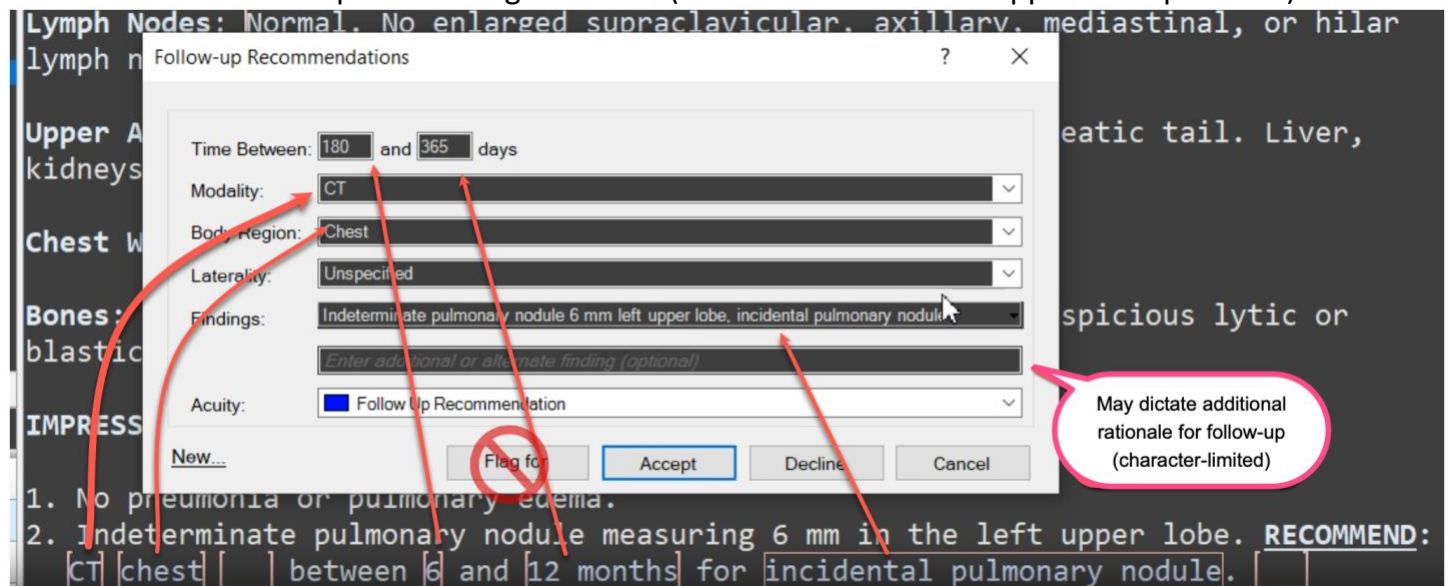 Lymph Nodes: Normal. No enlarged supraclavicular, axillary, mediastinal, or hilar
lymph n
Follow-up Recommendations ? ×
Upper A eatic tail. Liver,
kidneys
Time Between: 180 and 365 days
Modality: CT
Body Region: Chest
Chest W
Laterality: Unspecified
Bones: spicious lytic or
Findings: Indeterminate pulmonary nodule 6 mm left upper lobe, incidental pulmonary nodule
blastic
Enter additional or alternate finding (optional)
Acuity: Follow Up Recommendation
May dictate additional
rationale for follow-up
(character-limited)
IMPRESS
New... Flag for Accept Decline Cancel
1. No pneumonia or pulmonary edema.
2. Indeterminate pulmonary nodule measuring 6 mm in the left upper lobe. RECOMMEND:
[CT] [chest] [ ] between [6] and [12 months] for [incidental pulmonary nodule]. [ ]